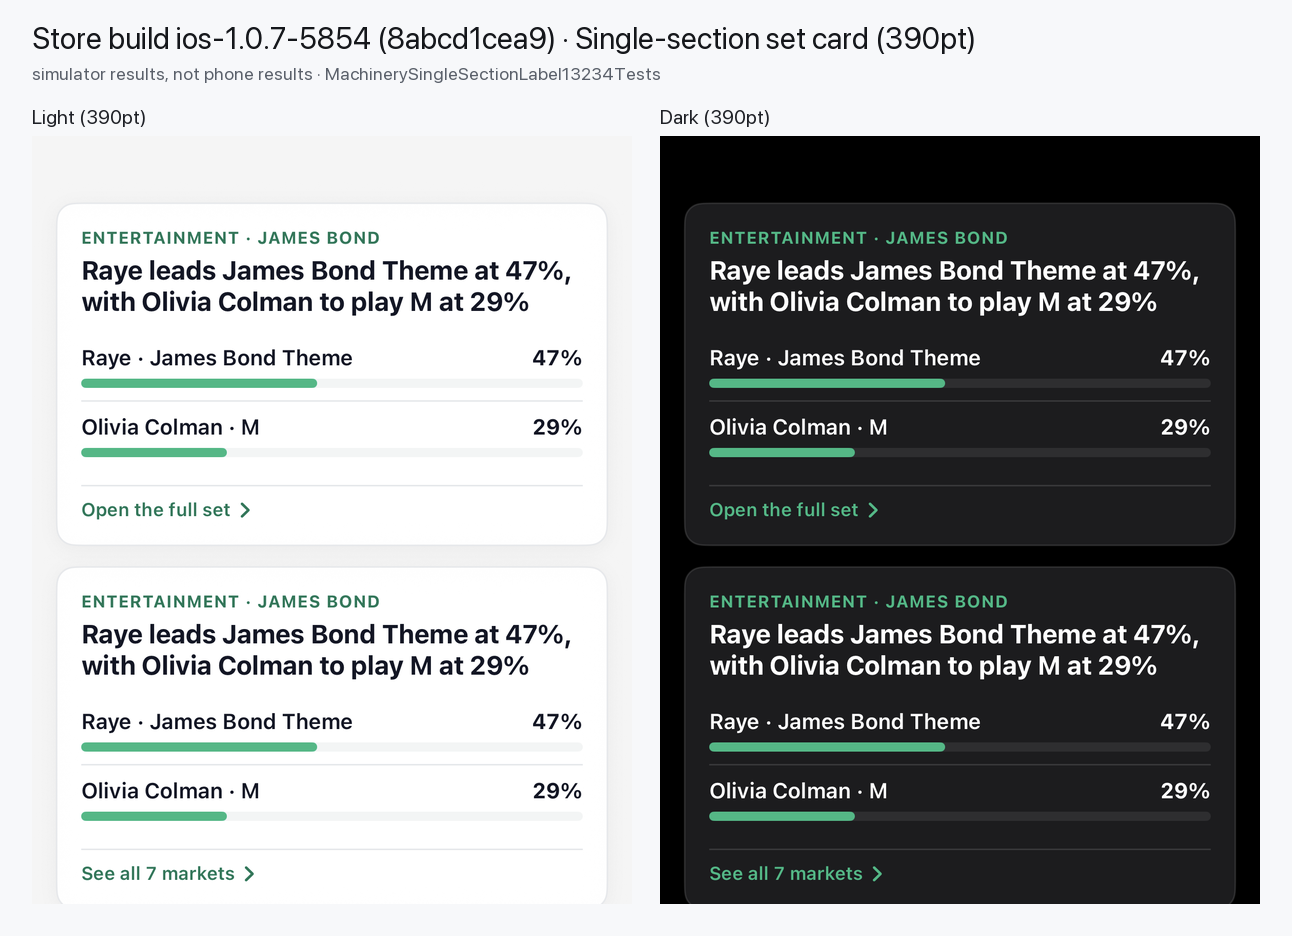 Store build ios-1.0.7-5854 (8abcd1cea9) · Single-section set card (390pt)
simulator results, not phone results · MachinerySingleSectionLabel13234Tests
Light (390pt)
ENTERTAINMENT · JAMES BOND
Raye leads James Bond Theme at 47%,
with Olivia Colman to play M at 29%
Raye · James Bond Theme 47%
Olivia Colman · M 29%
Open the full set
ENTERTAINMENT · JAMES BOND
Raye leads James Bond Theme at 47%,
with Olivia Colman to play M at 29%
Raye · James Bond Theme 47%
Olivia Colman · M 29%
See all 7 markets
Dark (390pt)
ENTERTAINMENT · JAMES BOND
Raye leads James Bond Theme at 47%,
with Olivia Colman to play M at 29%
Raye · James Bond Theme 47%
Olivia Colman · M 29%
Open the full set
ENTERTAINMENT · JAMES BOND
Raye leads James Bond Theme at 47%,
with Olivia Colman to play M at 29%
Raye · James Bond Theme 47%
Olivia Colman · M 29%
See all 7 markets